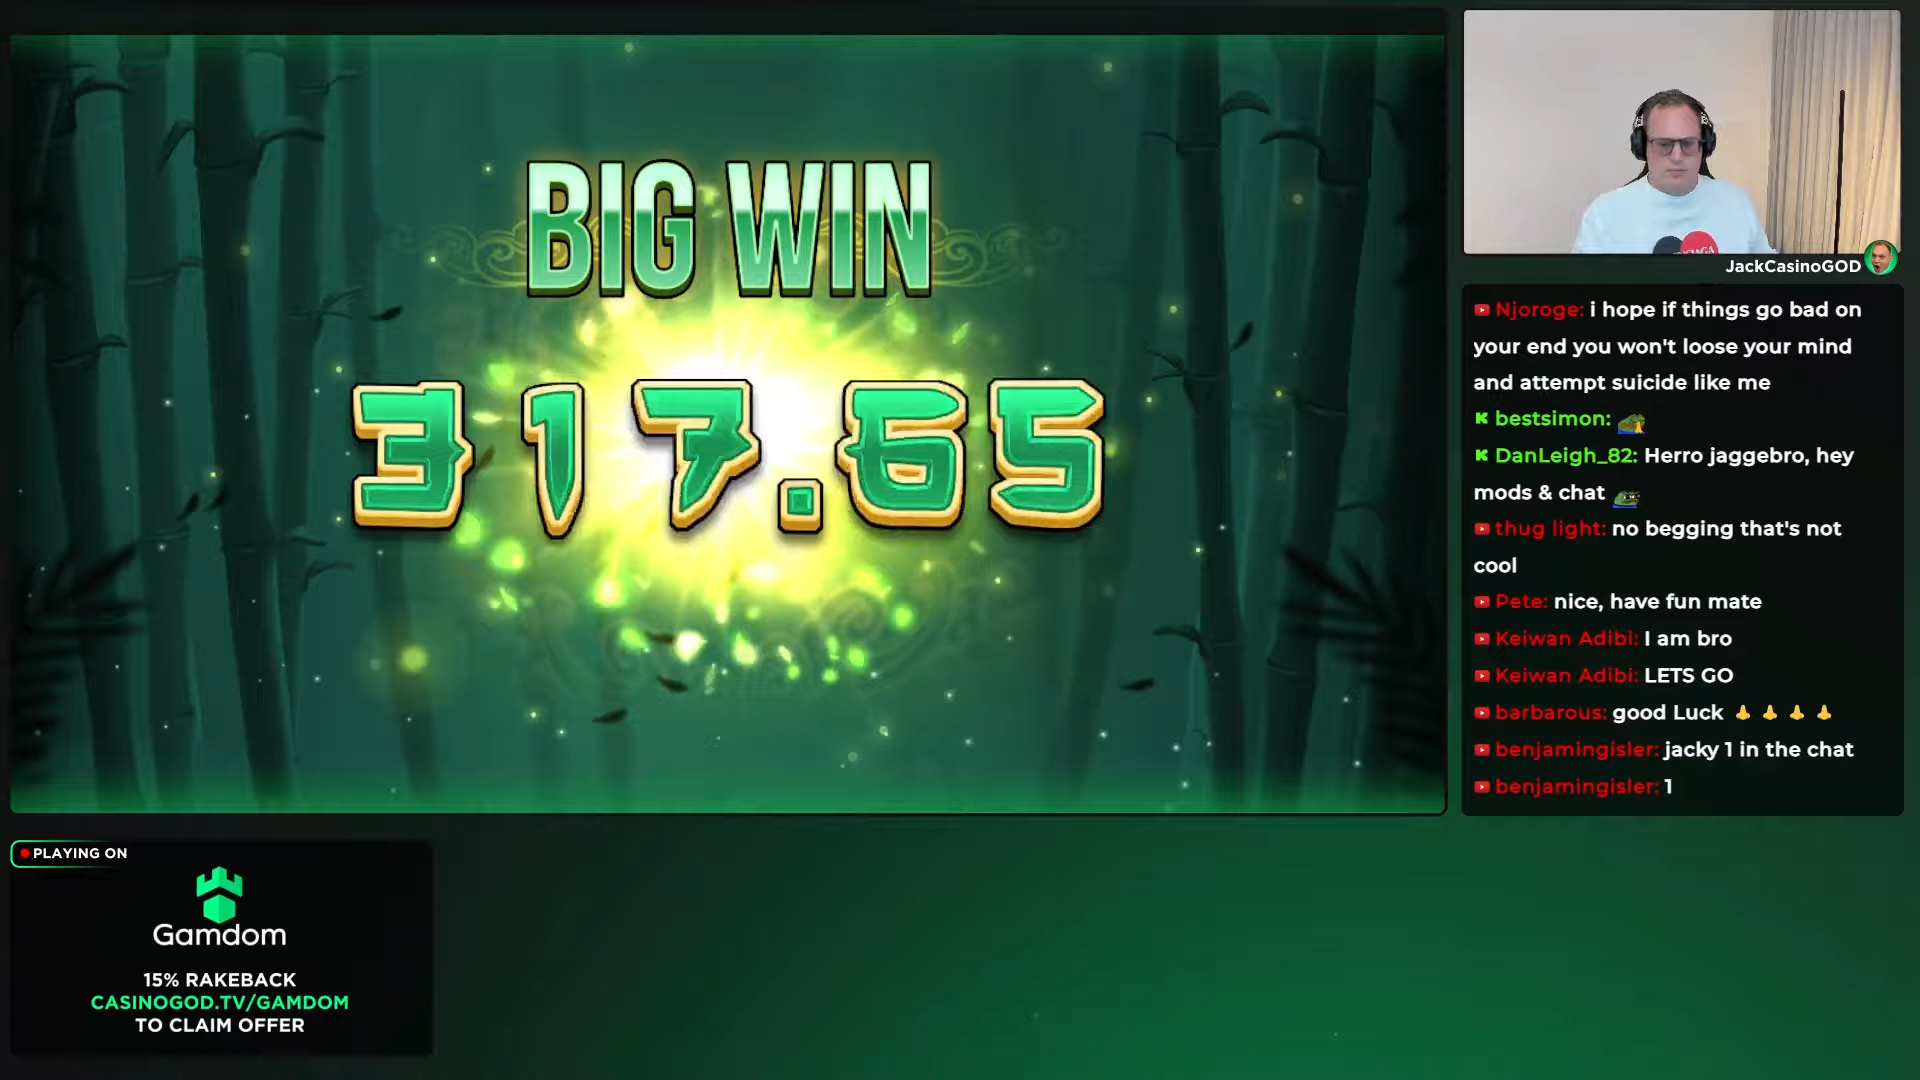 BIG WIN
317.65
JackCasinoGOD
Njoroge: i hope if things go bad on
your end you won't loose your mind
and attempt suicide like me
bestsimon:
DanLeigh_82: Herro jaggebro, hey
mods & chat
thug light: no begging that's not
cool
Pete: nice, have fun mate
Keiwan Adibi: I am bro
Keiwan Adibi: LETS GO
barbarous: good Luck
benjamingisler: jacky 1 in the chat
benjamingisler: 1
PLAYING ON
Gamdom
15% RAKEBACK
CASINOGOD.TV/GAMDOM
TO CLAIM OFFER